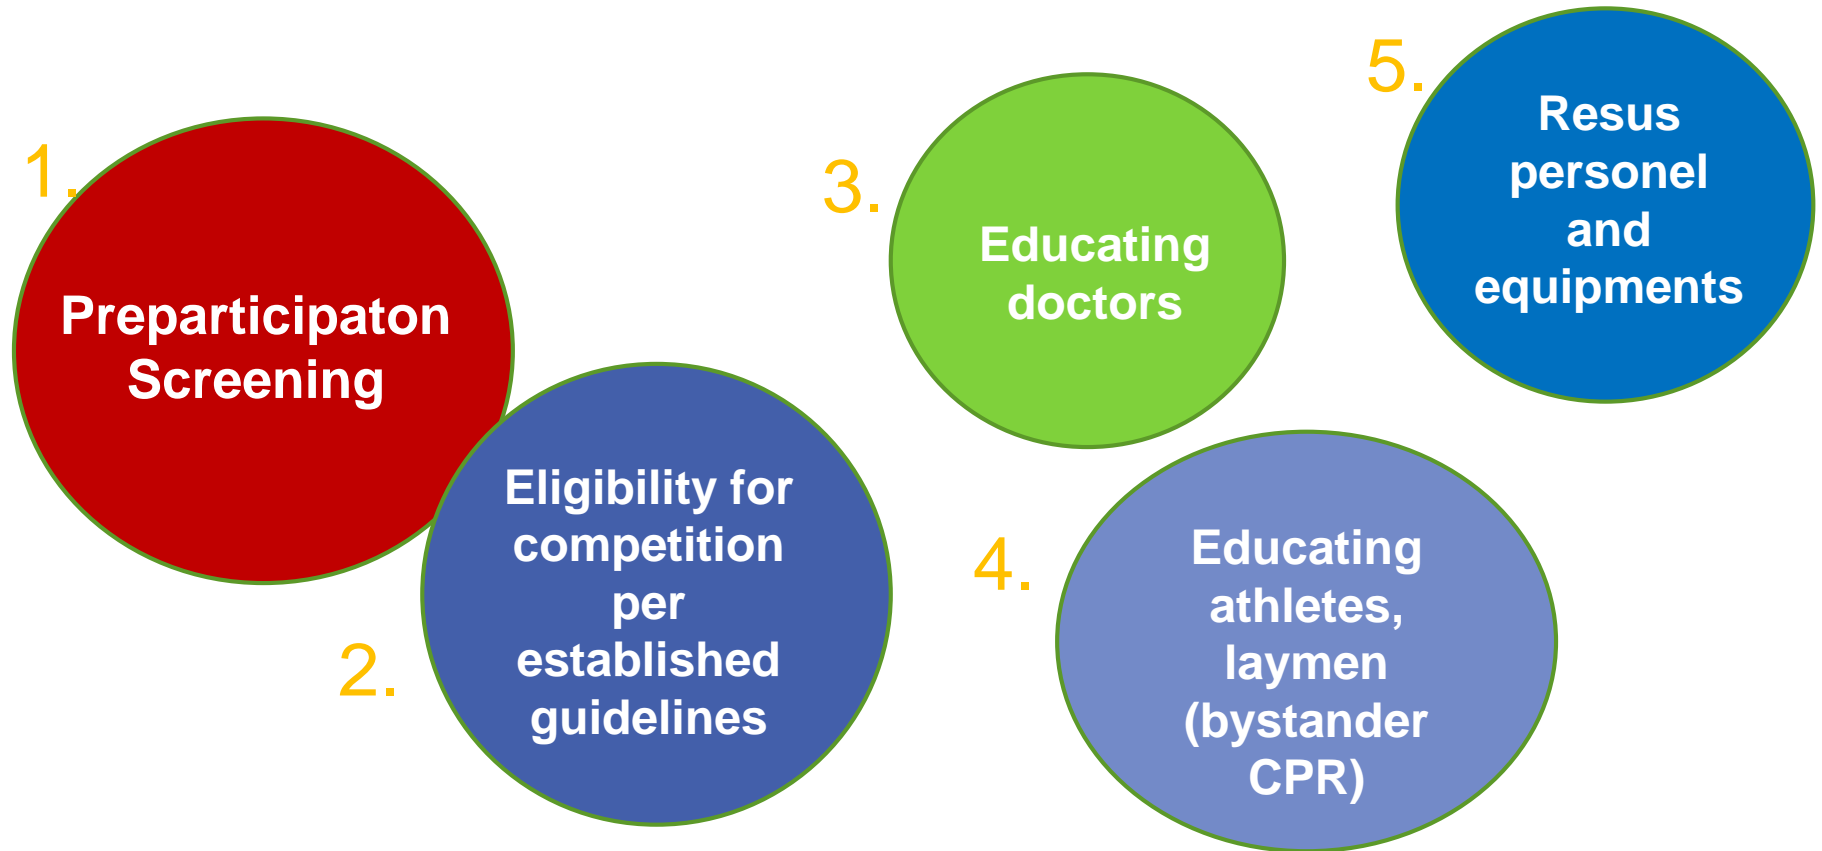 1.
Preparticipaton
Screening
2.
Eligibility for
competition
per
established
guidelines
3.
Educating
doctors
4.
Educating
athletes,
laymen
(bystander
CPR)
5.
Resus
personel
and
equipments